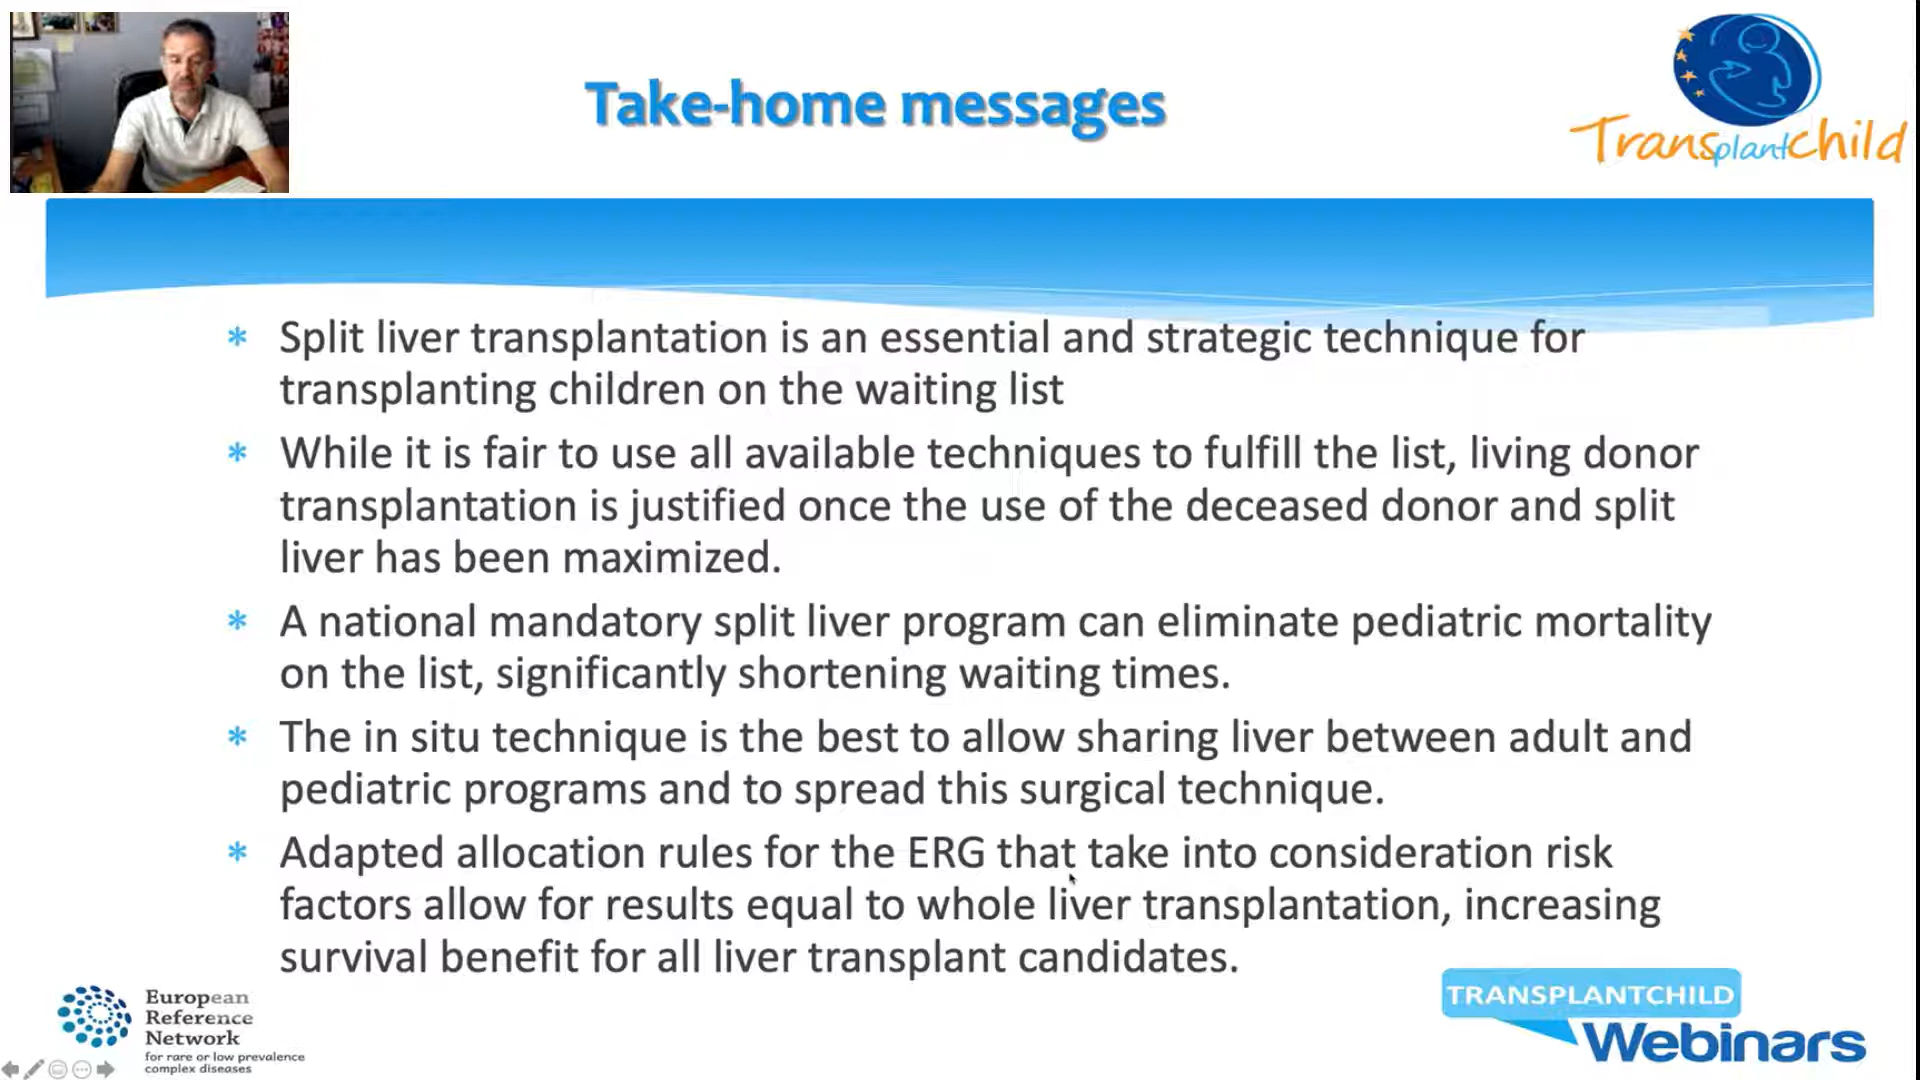 Take-home messages
Transplantchild
* Split liver transplantation is an essential and strategic technique for
transplanting children on the waiting list
* While it is fair to use all available techniques to fulfill the list, living donor
transplantation is justified once the use of the deceased donor and split
liver has been maximized.
* A national mandatory split liver program can eliminate pediatric mortality
on the list, significantly shortening waiting times.
* The in situ technique is the best to allow sharing liver between adult and
pediatric programs and to spread this surgical technique.
* Adapted allocation rules for the ERG that take into consideration risk
factors allow for results equal to whole liver transplantation, increasing
survival benefit for all liver transplant candidates.
European
Reference
Network
for rare or low prevalence
complex diseases
TRANSPLANTCHILD
Webinars